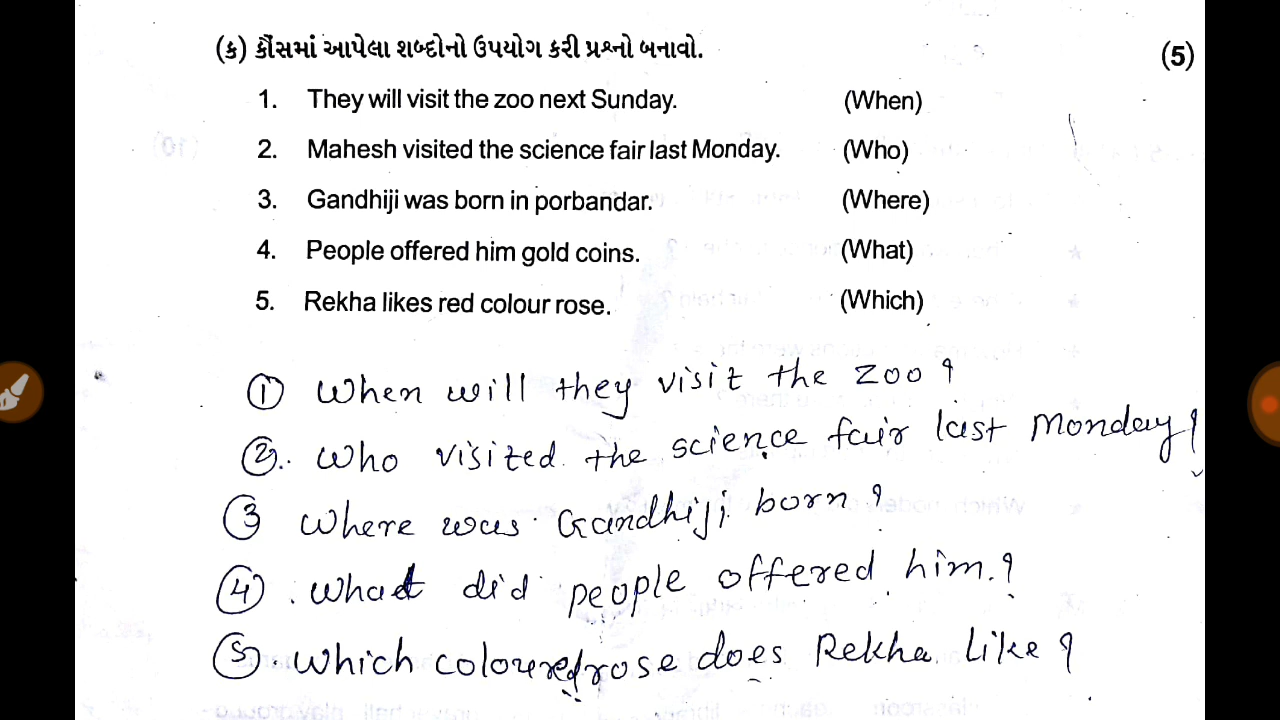 (ક) કૌંસમાં આપેલા શબ્દોનો ઉપયોગ કરી પ્રશ્નો બનાવો. (5)
1. They will visit the zoo next Sunday. (When)
2. Mahesh visited the science fair last Monday. (Who)
3. Gandhiji was born in porbandar. (Where)
4. People offered him gold coins. (What)
5. Rekha likes red colour rose. (Which)
① When will they visit the zoo?
②. Who visited the science fair last Monday?
③ Where was Gandhiji born?
④. What did people offered him.?
⑤. Which coloured rose does Rekha like?